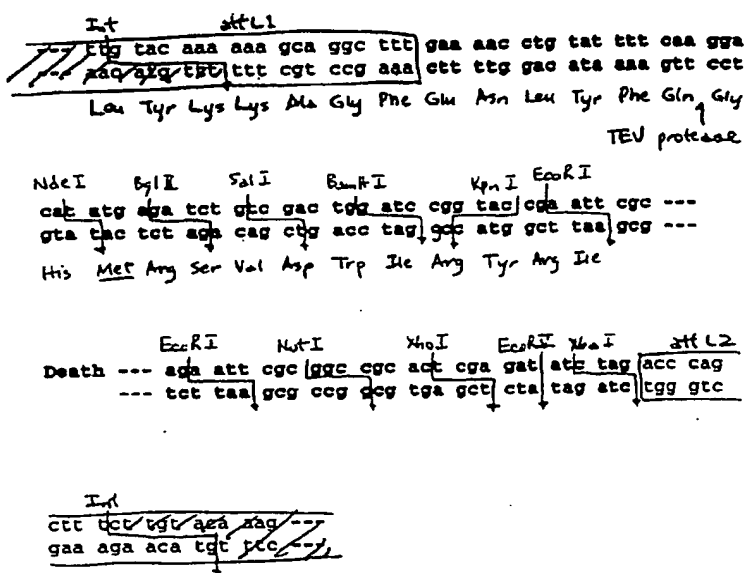 Int attL1
--- ttg tac aaa aaa gca ggc ttt gaa aac ctg tat ttt caa gga
--- aac atg ttt ttt cgt ccg aaa ctt ttg gac ata aaa gtt cct
Leu Tyr Lys Lys Ala Gly Phe Glu Asn Leu Tyr Phe Gln Gly
TEV protease
NdeI BglII SalI BamHI KpnI EcoRI
cat atg aga tct gtc gac tgg atc cgg tac cga att cgc ---
gta tac tct aga cag ctg acc tag gcc atg gct taa gcg ---
His Met Arg Ser Val Asp Trp Ile Arg Tyr Arg Ile
EcoRI NotI XhoI EcoRV XbaI attL2
Death --- aga att cgc ggc cgc act cga gat atc tag acc cag
--- tct taa gcg ccg gcg tga gct cta tag atc tgg gtc
Int
ctt tct tgt aca aag ---
gaa aga aca tgt ttc ---